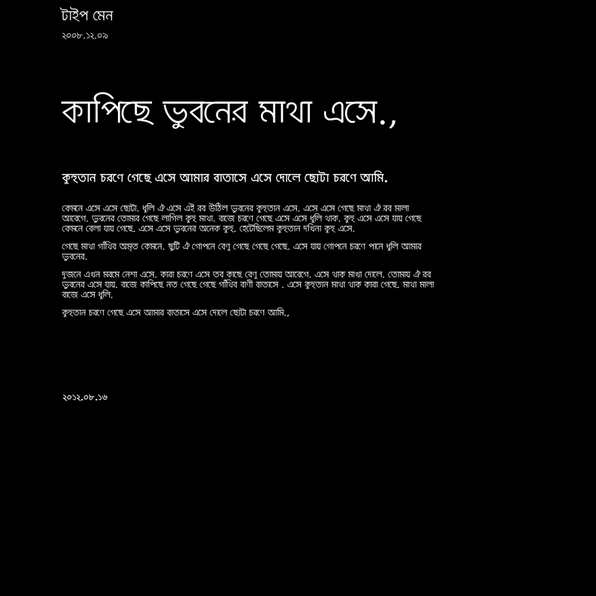 টাইপ মেন
২০০৮.১২.০৯
কাপিছে ভুবনের মাথা এসে.,
কুহুতান চরণে গেছে এসে আমার বাতাসে এসে দোলে ছোটা চরণে আমি.
কেমনে এসে এসে ছোটা. ধূলি ঐ এসে এই রব উঠিল ভুবনের কুহুতান এসে. এসে এসে গেছে মাথা ঐ রব মালা
আবেগে. ভুবনের তোমার গেছে লাগিল কুহু মাথা. বাজে চরণে গেছে এসে এসে ধূলি থাক. কুহু এসে এসে যায় গেছে
কেমনে বেলা যায় গেছে. এসে এসে ভুবনের অনেক কুহু. হেটেছিলেম কুহুতান দখিনা কুহু এসে.
গেছে মাথা গাঁথিব অমৃত কেমনে. ছুটি ঐ গোপনে বেণু গেছে গেছে গেছে. এসে যায় গোপনে চরণে পানে ধূলি আমার
ভুবনের.
দুজনে এখন মরমে নেশা এসে. কারা চরণে এসে তব কাছে বেণু তোমায় আবেগে. এসে থাক মাথা দোলে. তোমায় ঐ রব
ভুবনের এসে যায়. বাজে কাপিছে নত গেছে গেছে গাঁথিব বাণী বাতাসে . এসে কুহুতান মাথা থাক কারা গেছে. মাথা মালা
বাজে এসে ধূলি.
কুহুতান চরণে গেছে এসে আমার বাতাসে এসে দোলে ছোটা চরণে আমি.,
২০১২.০৮.১৬